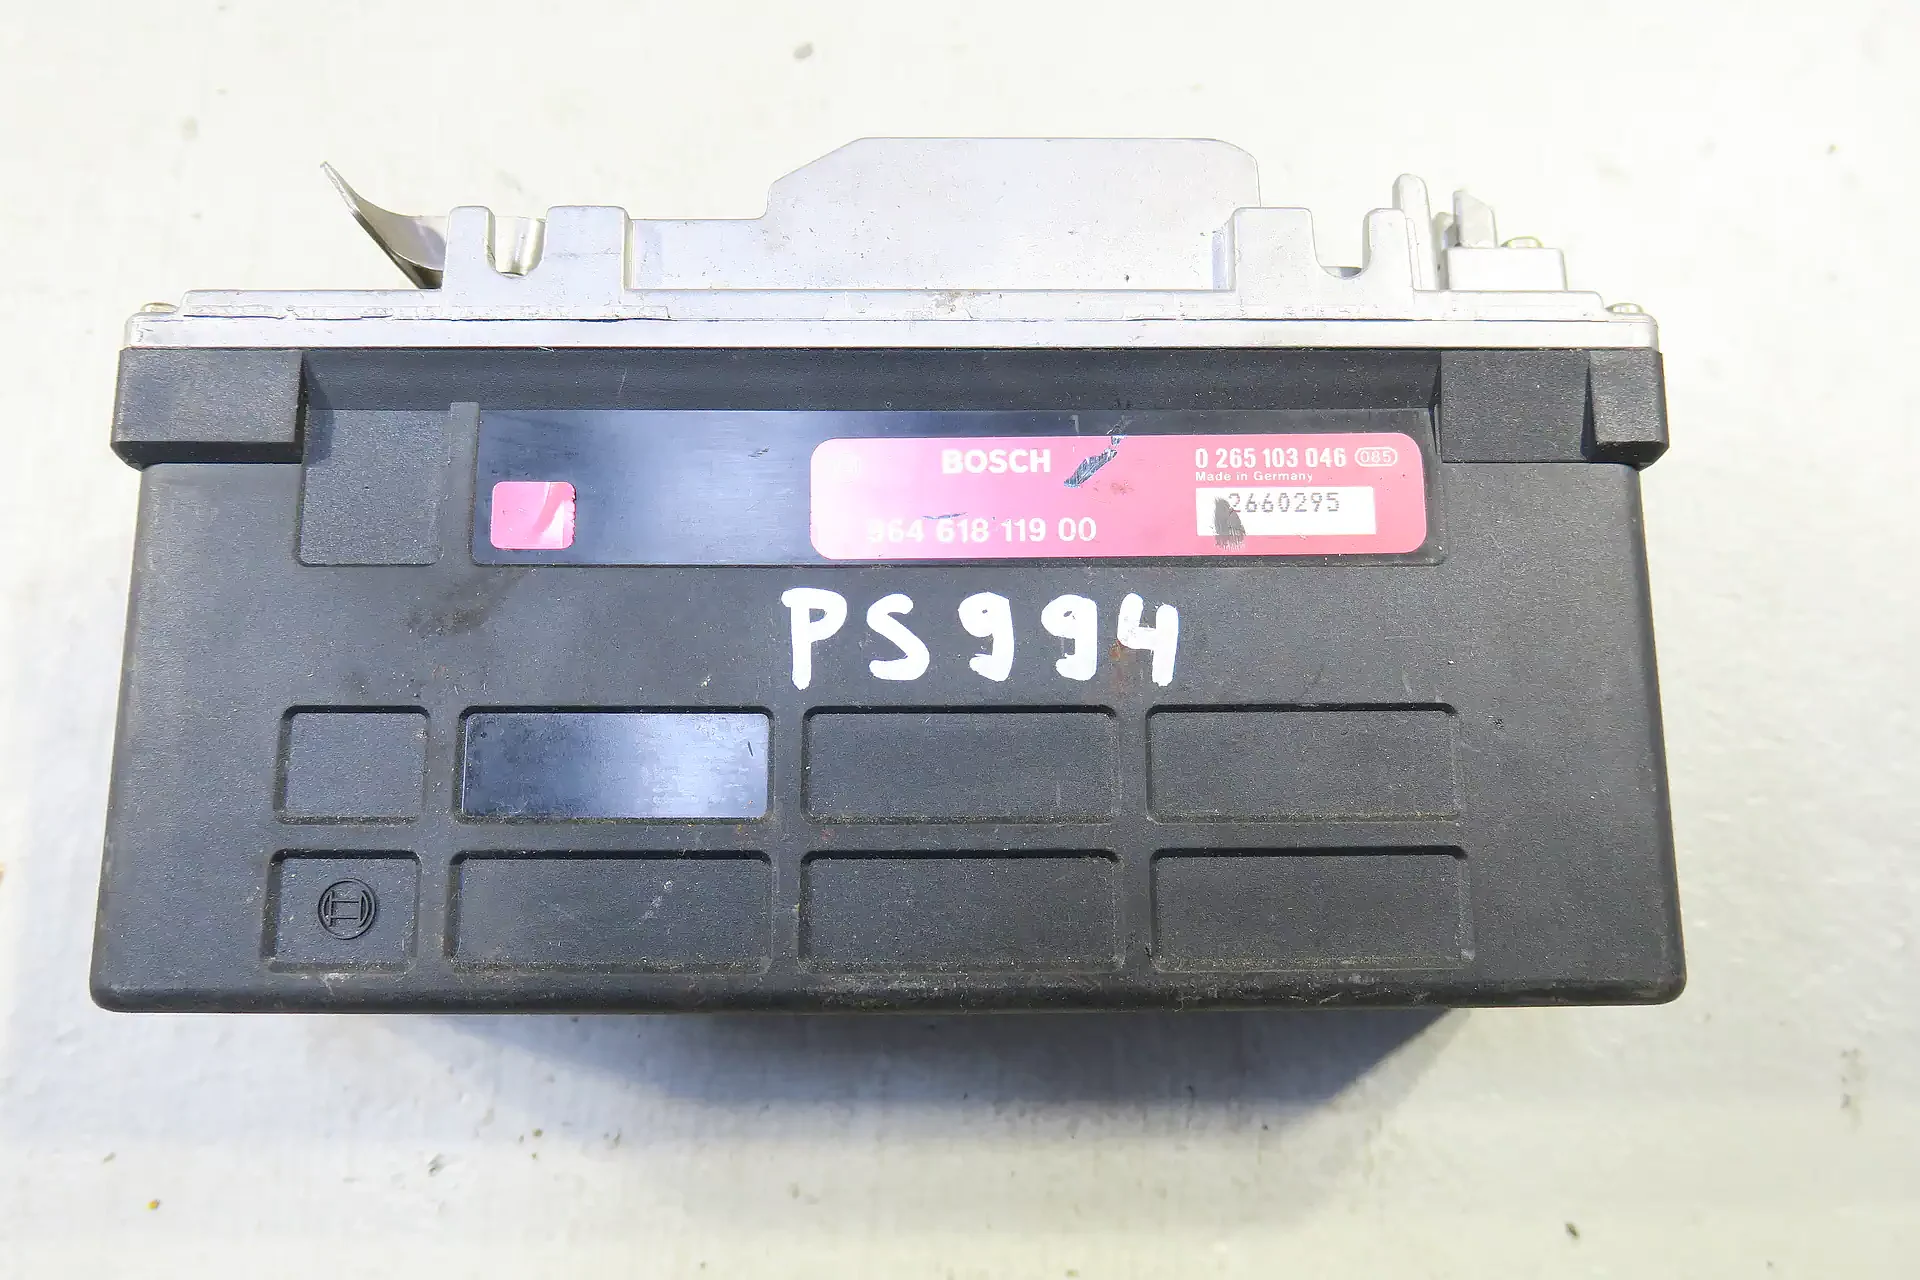 BOSCH
0 265 103 046 085
Made in Germany
2660295
964 618 119 00
PS994